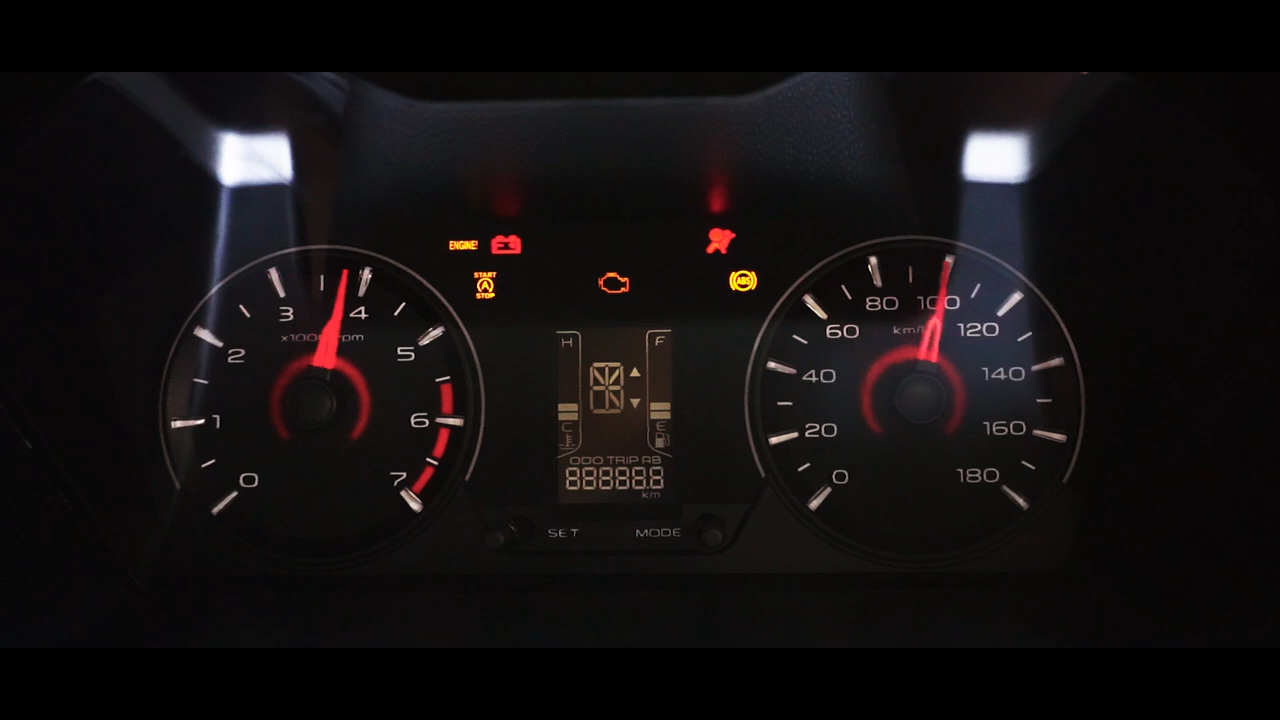 ENGINE!
START
A
STOP
ABS
0
1
2
3
4
5
6
7
x1000rpm
H
F
C
E
ODO TRIP AB
88888.8
km
SET
MODE
0
20
40
60
80
100
120
140
160
180